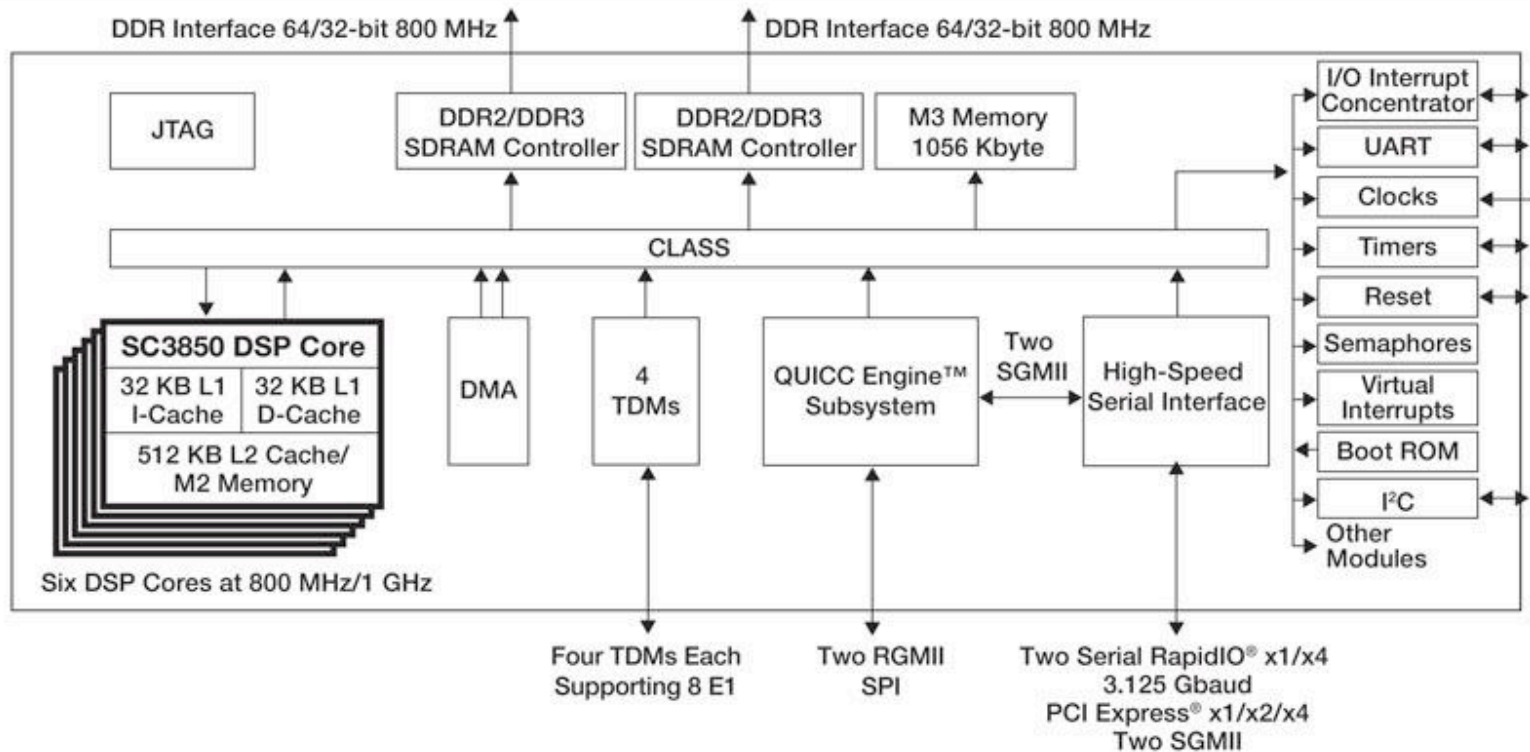 DDR Interface 64/32-bit 800 MHz
DDR Interface 64/32-bit 800 MHz
JTAG
DDR2/DDR3
SDRAM Controller
DDR2/DDR3
SDRAM Controller
M3 Memory
1056 Kbyte
I/O Interrupt
Concentrator
UART
Clocks
Timers
Reset
Semaphores
Virtual
Interrupts
Boot ROM
I²C
Other
Modules
CLASS
SC3850 DSP Core
32 KB L1
I-Cache
32 KB L1
D-Cache
512 KB L2 Cache/
M2 Memory
Six DSP Cores at 800 MHz/1 GHz
DMA
4
TDMs
QUICC Engine™
Subsystem
Two
SGMII
High-Speed
Serial Interface
Four TDMs Each
Supporting 8 E1
Two RGMII
SPI
Two Serial RapidIO® x1/x4
3.125 Gbaud
PCI Express® x1/x2/x4
Two SGMII